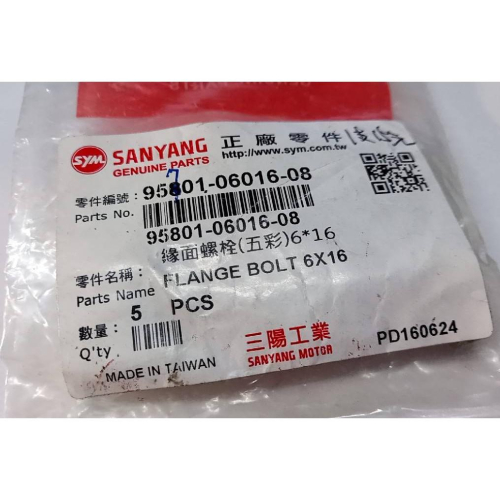 SYM
SANYANG
GENUINE PARTS
正廠零件
http://www.sym.com.tw
7
零件編號：
95801-06016-08
Parts No.
95801-06016-08
緣面螺栓(五彩)6*16
零件名稱：
FLANGE BOLT 6X16
Parts Name
數量：
5 PCS
Q'ty
三陽工業
SANYANG MOTOR
PD160624
MADE IN TAIWAN